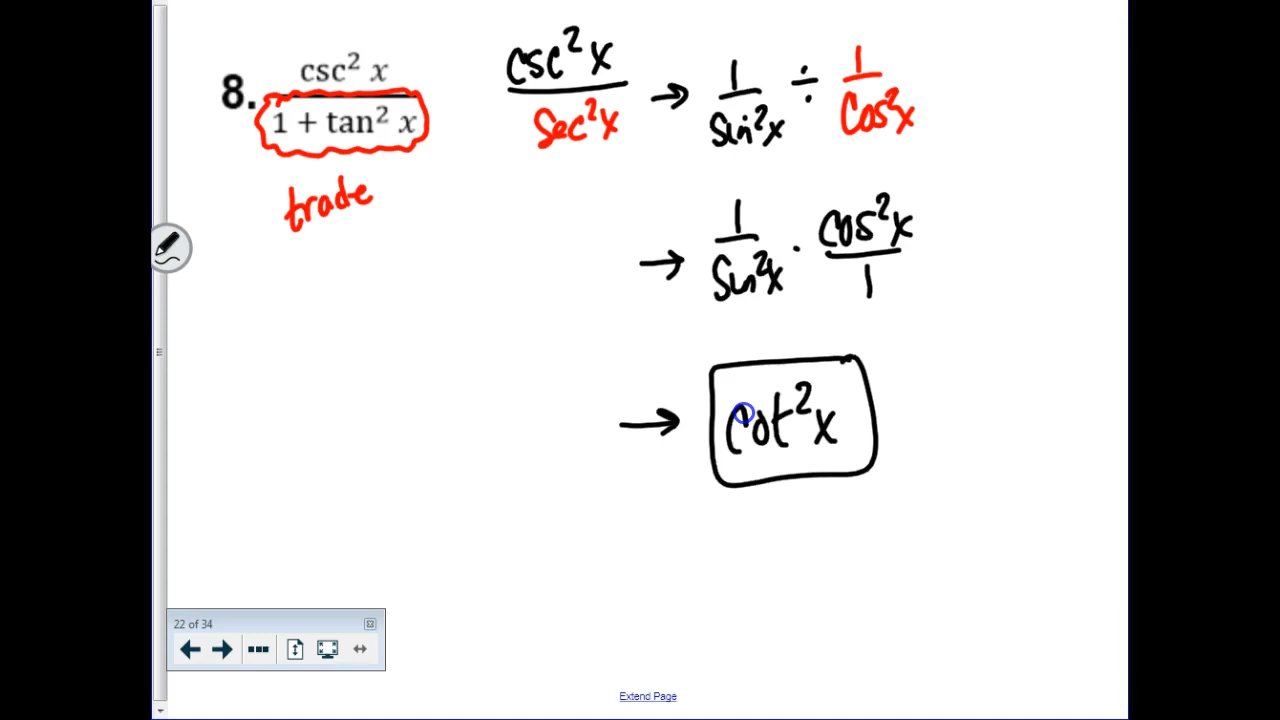 8. csc² x / 1 + tan² x
trade
csc²x / sec²x → 1/sin²x ÷ 1/cos²x
→ 1/sin²x · cos²x/1
→ cot²x
22 of 34
Extend Page